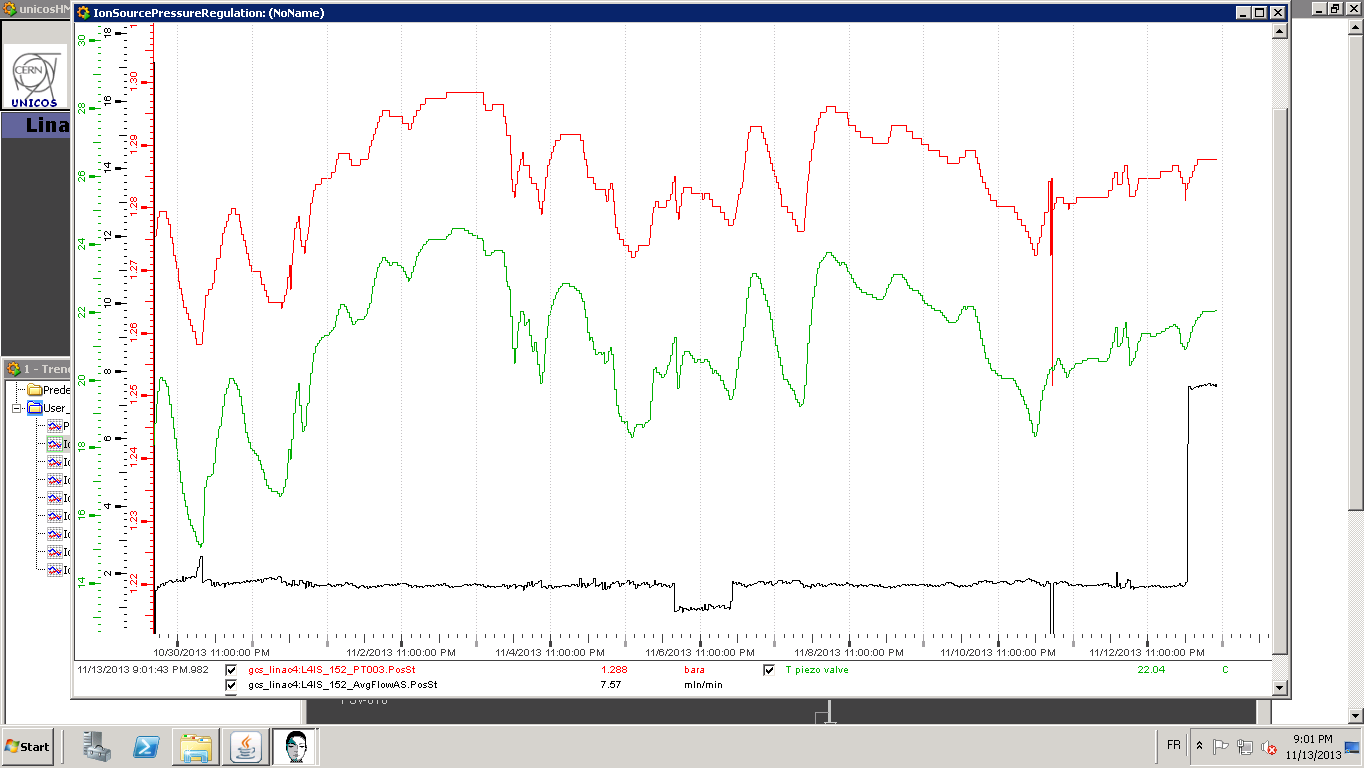 unicosHM
IonSourcePressureRegulation: (NoName)
CERN
UNICOS
Lina
1 - Trend
Prede
User_
30
28
26
24
22
20
18
16
14
18
16
14
12
10
8
6
4
2
1.30
1.29
1.28
1.27
1.26
1.25
1.24
1.23
1.22
10/30/2013 11:00:00 PM
11/2/2013 11:00:00 PM
11/4/2013 11:00:00 PM
11/6/2013 11:00:00 PM
11/8/2013 11:00:00 PM
11/10/2013 11:00:00 PM
11/12/2013 11:00:00 PM
11/13/2013 9:01:43 PM.982 gcs_linac4:L4IS_152_PT003.PosSt 1.288 bara T piezo valve 22.04 C
gcs_linac4:L4IS_152_AvgFlowAS.PosSt 7.57 mln/min
Start
FR
9:01 PM
11/13/2013